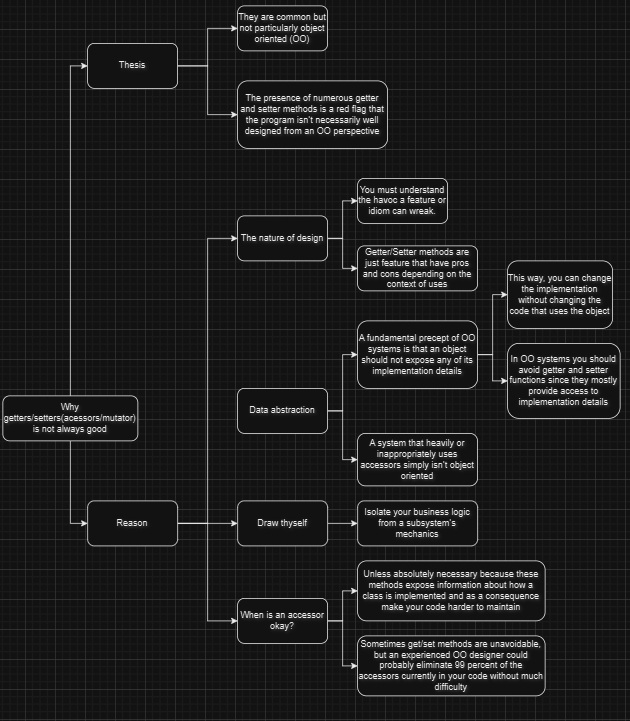 They are common but
not particularly object
oriented (OO)
Thesis
The presence of numerous getter
and setter methods is a red flag that
the program isn't necessarily well
designed from an OO perspective
You must understand
the havoc a feature or
idiom can wreak.
The nature of design
Getter/Setter methods are
just feature that have pros
and cons depending on the
context of uses
This way, you can change
the implementation
without changing the
code that uses the object
A fundamental precept of OO
systems is that an object
should not expose any of its
implementation details
In OO systems you should
avoid getter and setter
functions since they mostly
provide access to
implementation details
Why
getters/setters(acessors/mutator)
is not always good
Data abstraction
A system that heavily or
inappropriately uses
accessors simply isn't object
oriented
Reason
Draw thyself
Isolate your business logic
from a subsystem's
mechanics
When is an accessor
okay?
Unless absolutely necessary because these
methods expose information about how a
class is implemented and as a consequence
make your code harder to maintain
Sometimes get/set methods are unavoidable,
but an experienced OO designer could
probably eliminate 99 percent of the
accessors currently in your code without much
difficulty